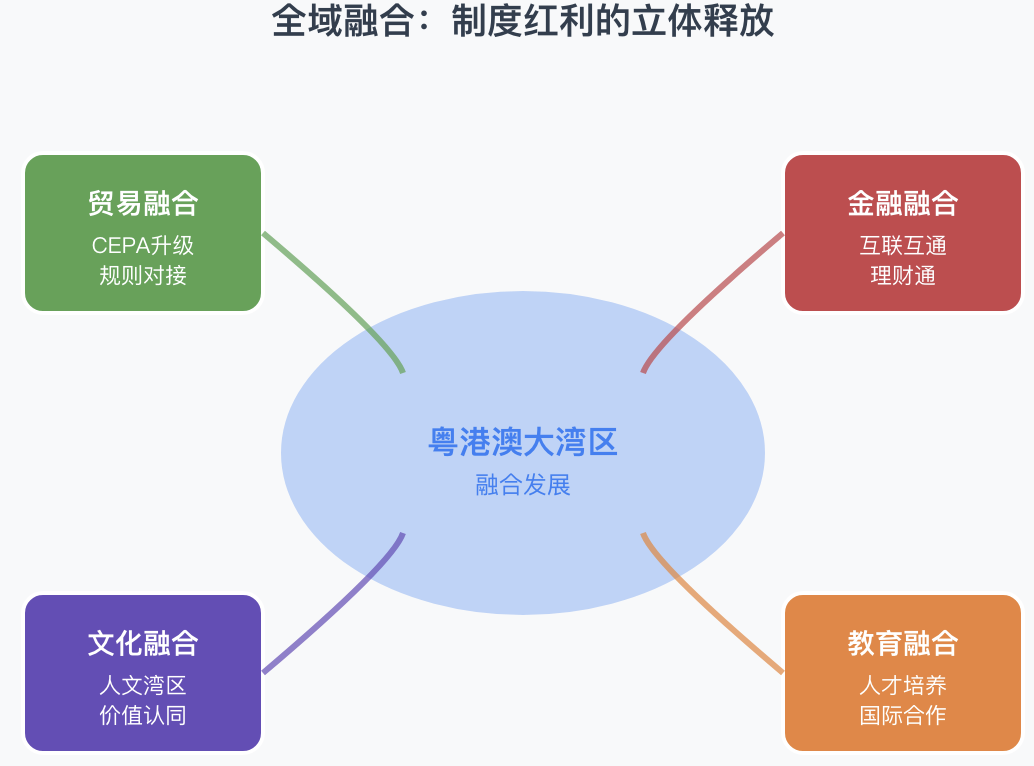 全域融合：制度红利的立体释放
贸易融合
CEPA升级
规则对接
金融融合
互联互通
理财通
粤港澳大湾区
融合发展
文化融合
人文湾区
价值认同
教育融合
人才培养
国际合作